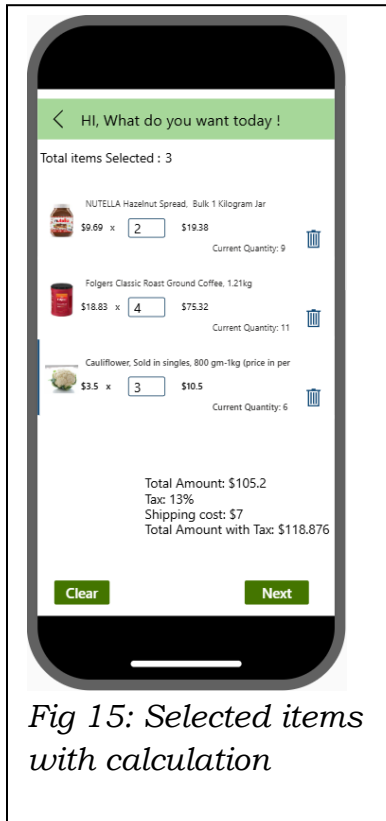 HI, What do you want today !
Total items Selected : 3
NUTELLA Hazelnut Spread, Bulk 1 Kilogram Jar
$9.69 x 2 $19.38
Current Quantity: 9
Folgers Classic Roast Ground Coffee, 1.21kg
$18.83 x 4 $75.32
Current Quantity: 11
Cauliflower, Sold in singles, 800 gm-1kg (price in per
$3.5 x 3 $10.5
Current Quantity: 6
Total Amount: $105.2
Tax: 13%
Shipping cost: $7
Total Amount with Tax: $118.876
Clear Next
Fig 15: Selected items
with calculation